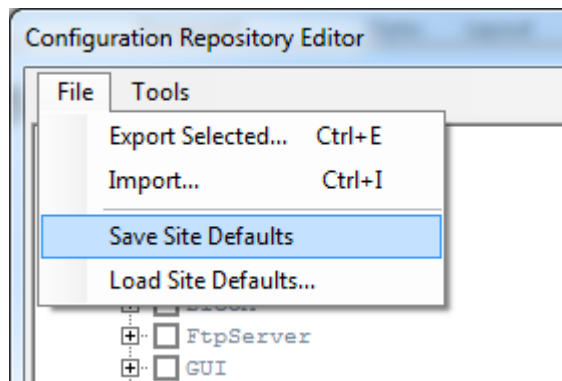 Configuration Repository Editor
File Tools
Export Selected... Ctrl+E
Import... Ctrl+I
Save Site Defaults
Load Site Defaults...
FtpServer
GUI